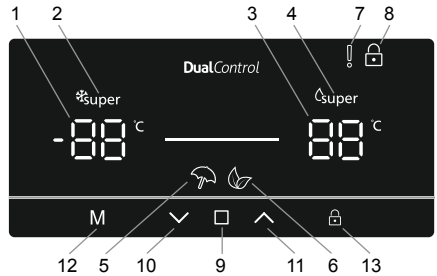 1 2 3 4 7 8
DualControl
super super
-88 °C 88 °C
M
12 5 10 9 11 6 13